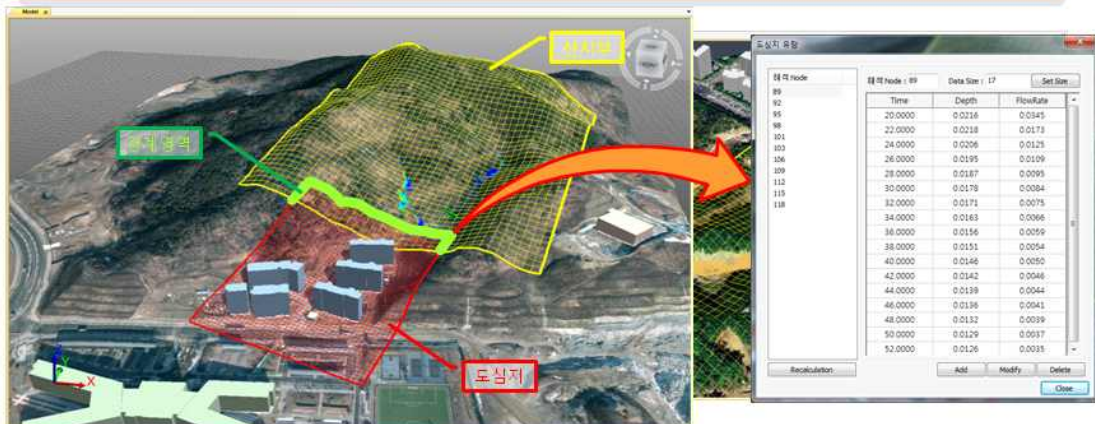 Model
경계 영역
도심지
X
Y
도심지 유량
해석 Node
89
92
95
98
101
103
106
109
112
115
118
해석 Node : 89 Data Size : 17 Set Size
Time Depth FlowRate
20.0000 0.0216 0.0345
22.0000 0.0218 0.0173
24.0000 0.0206 0.0125
26.0000 0.0195 0.0109
28.0000 0.0187 0.0095
30.0000 0.0178 0.0084
32.0000 0.0171 0.0075
34.0000 0.0163 0.0066
36.0000 0.0156 0.0059
38.0000 0.0151 0.0054
40.0000 0.0146 0.0050
42.0000 0.0142 0.0046
44.0000 0.0139 0.0044
46.0000 0.0136 0.0041
48.0000 0.0132 0.0039
50.0000 0.0129 0.0037
52.0000 0.0126 0.0035
Recalculation Add Modify Delete
Close